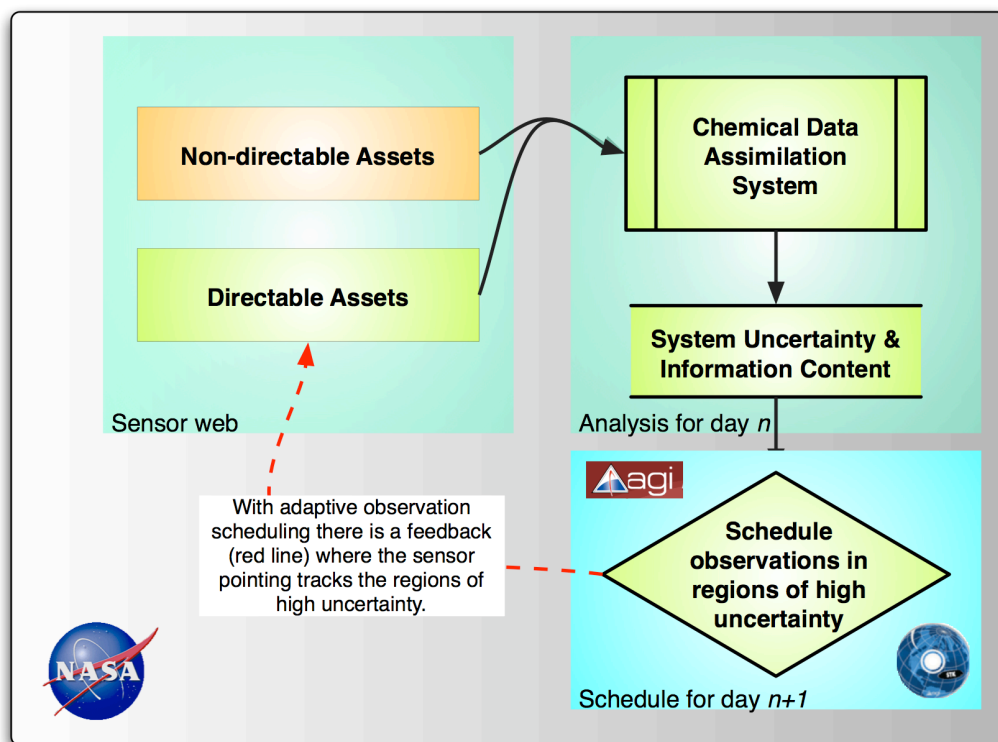 Non-directable Assets
Directable Assets
Sensor web
Chemical Data
Assimilation
System
System Uncertainty &
Information Content
Analysis for day n
With adaptive observation
scheduling there is a feedback
(red line) where the sensor
pointing tracks the regions of
high uncertainty.
agi
Schedule
observations in
regions of high
uncertainty
Schedule for day n+1
NASA
STK